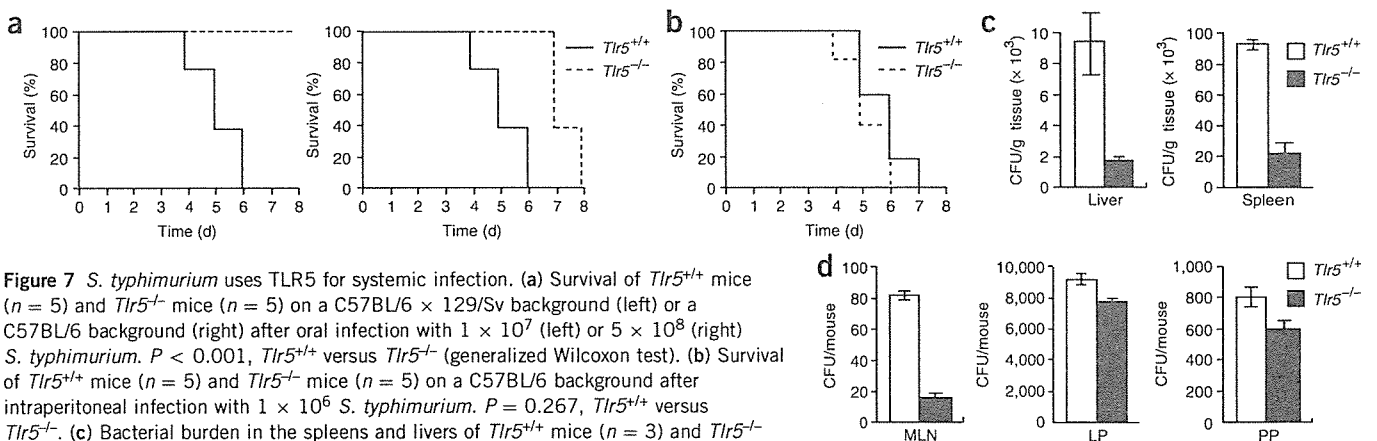 a
b
c
Survival (%)
100
80
60
40
20
0
0 1 2 3 4 5 6 7 8
Time (d)
Survival (%)
100
80
60
40
20
0
0 1 2 3 4 5 6 7 8
Time (d)
Tlr5+/+
Tlr5–/–
Survival (%)
100
80
60
40
20
0
0 1 2 3 4 5 6 7 8
Time (d)
Tlr5+/+
Tlr5–/–
CFU/g tissue (× 10³)
10
8
6
4
2
0
Liver
CFU/g tissue (× 10³)
100
80
60
40
20
0
Spleen
Tlr5+/+
Tlr5–/–
Figure 7 S. typhimurium uses TLR5 for systemic infection. (a) Survival of Tlr5+/+ mice
(n = 5) and Tlr5–/– mice (n = 5) on a C57BL/6 × 129/Sv background (left) or a
C57BL/6 background (right) after oral infection with 1 × 10⁷ (left) or 5 × 10⁸ (right)
S. typhimurium. P < 0.001, Tlr5+/+ versus Tlr5–/– (generalized Wilcoxon test). (b) Survival
of Tlr5+/+ mice (n = 5) and Tlr5–/– mice (n = 5) on a C57BL/6 background after
intraperitoneal infection with 1 × 10⁶ S. typhimurium. P = 0.267, Tlr5+/+ versus
Tlr5–/–. (c) Bacterial burden in the spleens and livers of Tlr5+/+ mice (n = 3) and Tlr5–/–
d
CFU/mouse
100
80
60
40
20
0
MLN
CFU/mouse
10,000
8,000
6,000
4,000
2,000
0
LP
CFU/mouse
1,000
800
600
400
200
0
PP
Tlr5+/+
Tlr5–/–